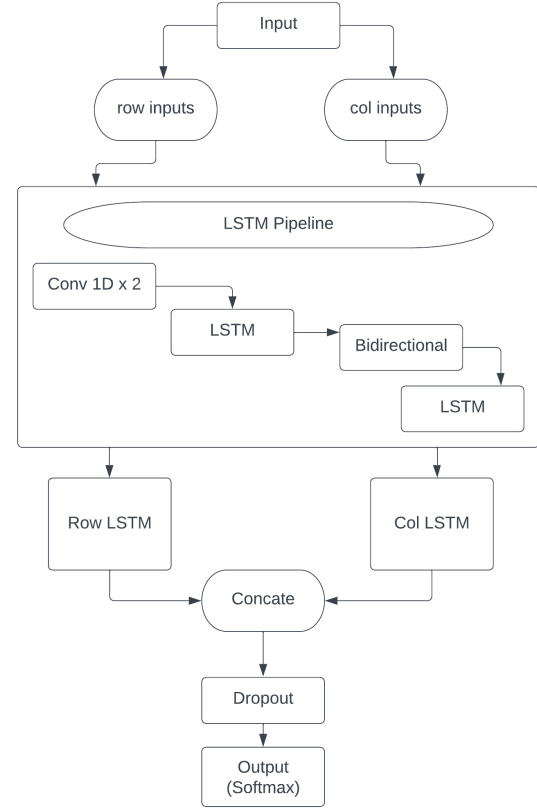 Input
row inputs
col inputs
LSTM Pipeline
Conv 1D x 2
LSTM
Bidirectional
LSTM
Row LSTM
Col LSTM
Concate
Dropout
Output
(Softmax)